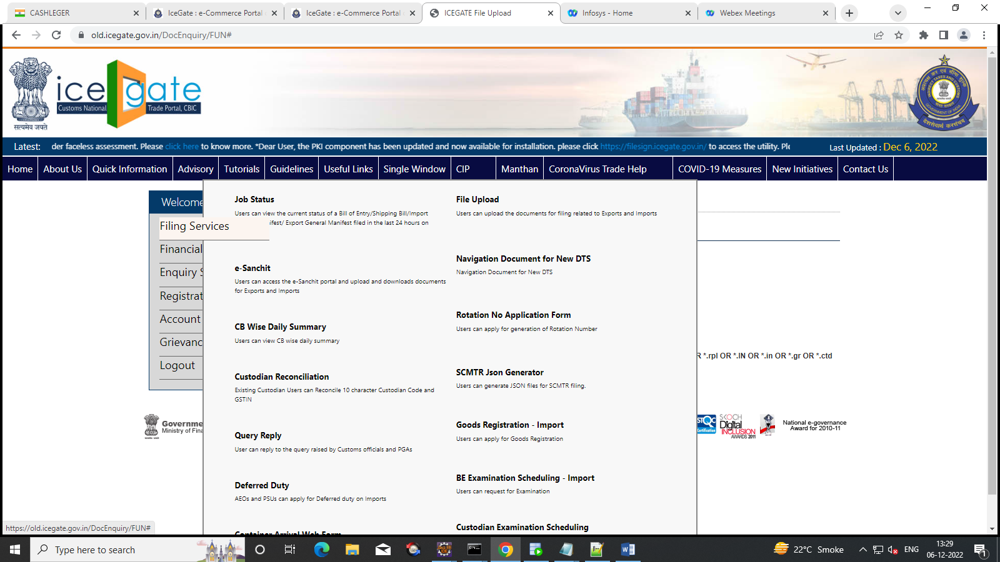 CASHLEGER
IceGate : e-Commerce Portal
IceGate : e-Commerce Portal
ICEGATE File Upload
Infosys - Home
Webex Meetings
old.icegate.gov.in/DocEnquiry/FUN#
सत्यमेव जयते
icegate
Customs National Trade Portal, CBIC
Latest:
der faceless assessment. Please click here to know more. *Dear User, the PKI component has been updated and now available for installation. please click https://filesign.icegate.gov.in/ to access the utility. Ple
Last Updated : Dec 6, 2022
Home
About Us
Quick Information
Advisory
Tutorials
Guidelines
Useful Links
Single Window
CIP
Manthan
CoronaVirus Trade Help
COVID-19 Measures
New Initiatives
Contact Us
Welcome
Filing Services
Financial
Enquiry S
Registrat
Account
Grievanc
Logout
Job Status
Users can view the current status of a Bill of Entry/Shipping Bill/Import
ifest/ Export General Manifest filed in the last 24 hours on
e-Sanchit
Users can access the e-Sanchit portal and upload and downloads documents
for Exports and Imports
CB Wise Daily Summary
Users can view CB wise daily summary
Custodian Reconciliation
Existing Custodian Users can Reconcile 10 character Custodian Code and
GSTIN
Query Reply
User can reply to the query raised by Customs officials and PGAs
Deferred Duty
AEOs and PSUs can apply for Deferred duty on Imports
Container Arrival Web Form
File Upload
Users can upload the documents for filing related to Exports and Imports
Navigation Document for New DTS
Navigation Document for New DTS
Rotation No Application Form
Users can apply for generation of Rotation Number
SCMTR Json Generator
Users can generate JSON files for SCMTR filing.
Goods Registration - Import
Users can apply for Goods Registration
BE Examination Scheduling - Import
Users can request for Examination
Custodian Examination Scheduling
R *.rpl OR *.IN OR *.in OR *.gr OR *.ctd
Governme
Ministry of Fina
STQC
Certification
SKOCH
Digital
INCLUSION
AWARDS 2011
National e-governance
Award for 2010-11
https://old.icegate.gov.in/DocEnquiry/FUN#
Type here to search
22°C Smoke
ENG
13:29
06-12-2022
1